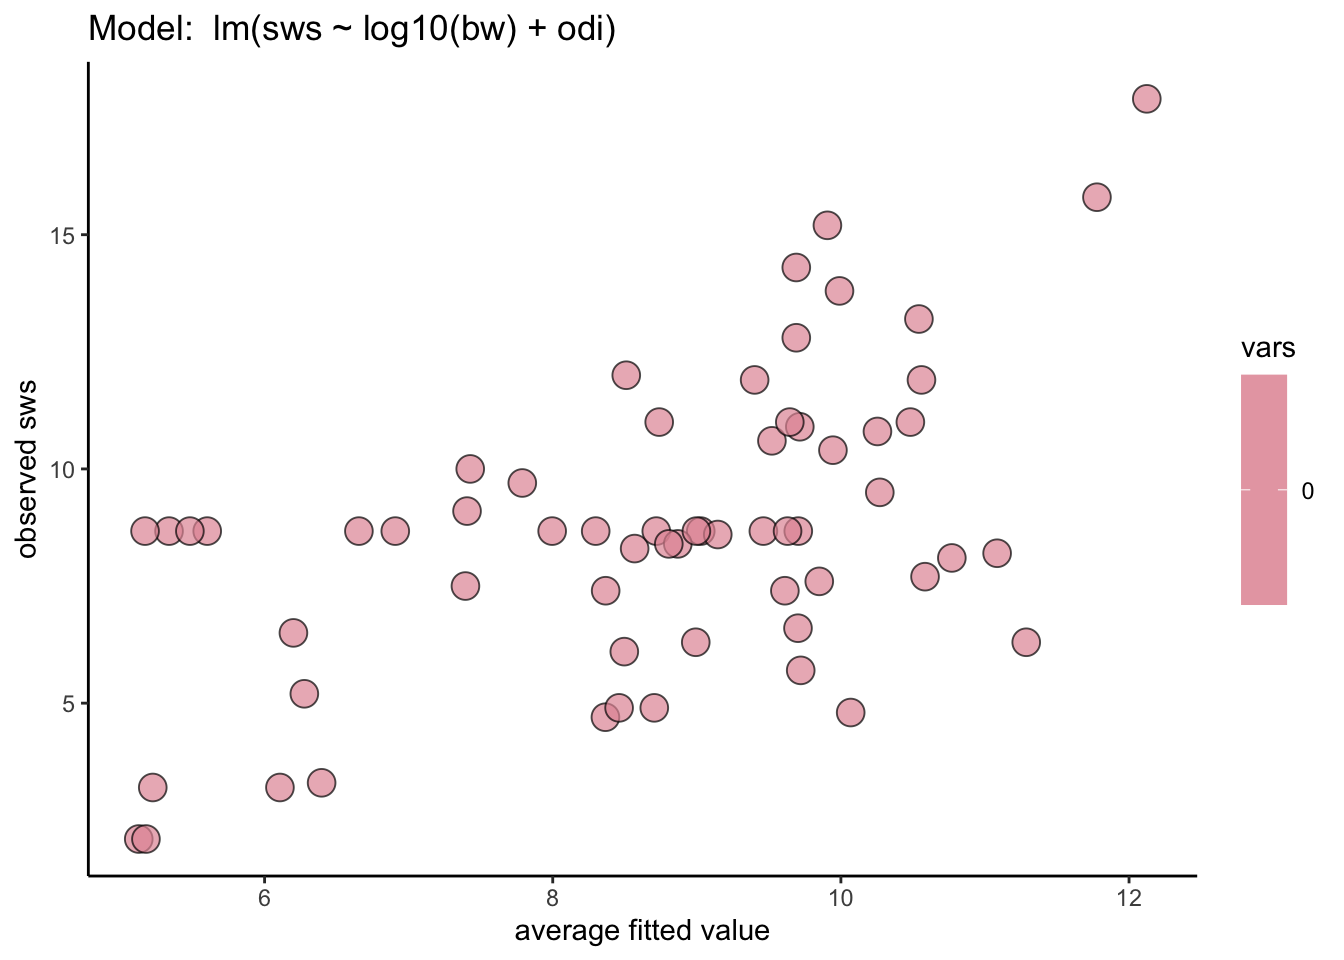 Model:  lm(sws ~ log10(bw) + odi)
observed sws
15
10
5
6
8
10
12
average fitted value
vars
0